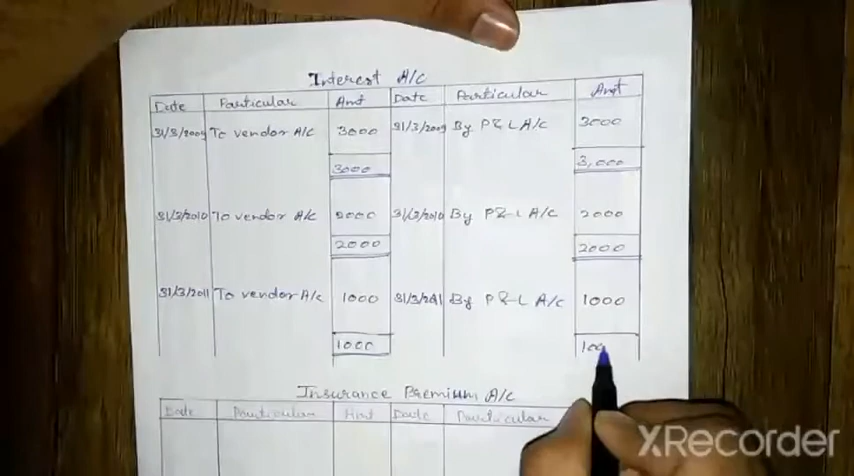 Interest A/C
Date Particular Amt Date Particular Amt
31/3/2009 To vendor A/C 3000 31/3/2009 By P&L A/C 3000
3000 3,000
31/3/2010 To vendor A/C 2000 31/3/2010 By P&L A/C 2000
2000 2000
31/3/2011 To vendor A/C 1000 31/3/2011 By P&L A/C 1000
1000 100
Insurance Premium A/C
Date Particular Amt Date Particular
XRecorder